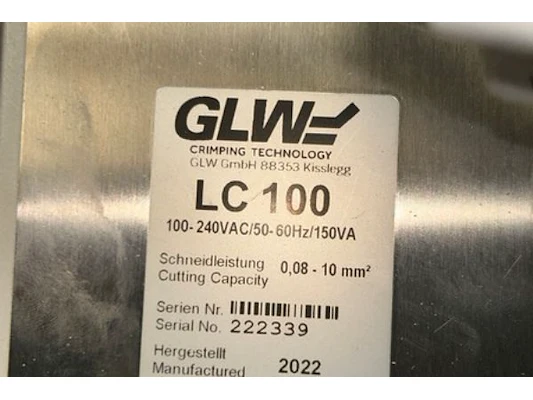 GLW
CRIMPING TECHNOLOGY
GLW GmbH 88353 Kisslegg
LC 100
100-240VAC/50-60Hz/150VA
Schneidleistung
Cutting Capacity
0,08 - 10 mm²
Serien Nr.
Serial No. 222339
Hergestellt
Manufactured 2022